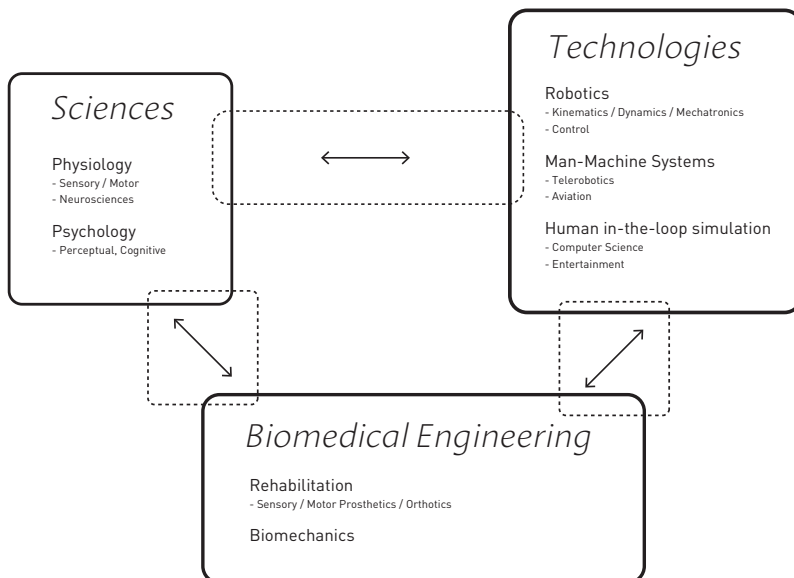 Sciences
Physiology
- Sensory / Motor
- Neurosciences
Psychology
- Perceptual, Cognitive
Technologies
Robotics
- Kinematics / Dynamics / Mechatronics
- Control
Man-Machine Systems
- Telerobotics
- Aviation
Human in-the-loop simulation
- Computer Science
- Entertainment
Biomedical Engineering
Rehabilitation
- Sensory / Motor Prosthetics / Orthotics
Biomechanics